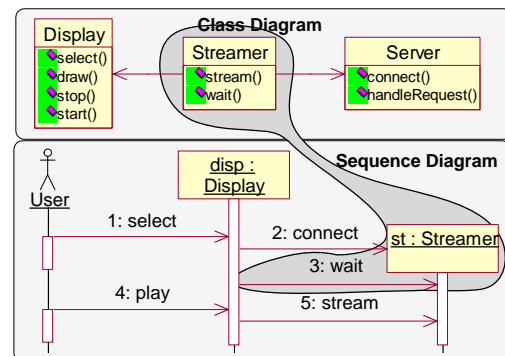 Class Diagram
Display
select()
draw()
stop()
start()
Streamer
stream()
wait()
Server
connect()
handleRequest()
Sequence Diagram
User
disp :
Display
st : Streamer
1: select
2: connect
3: wait
4: play
5: stream